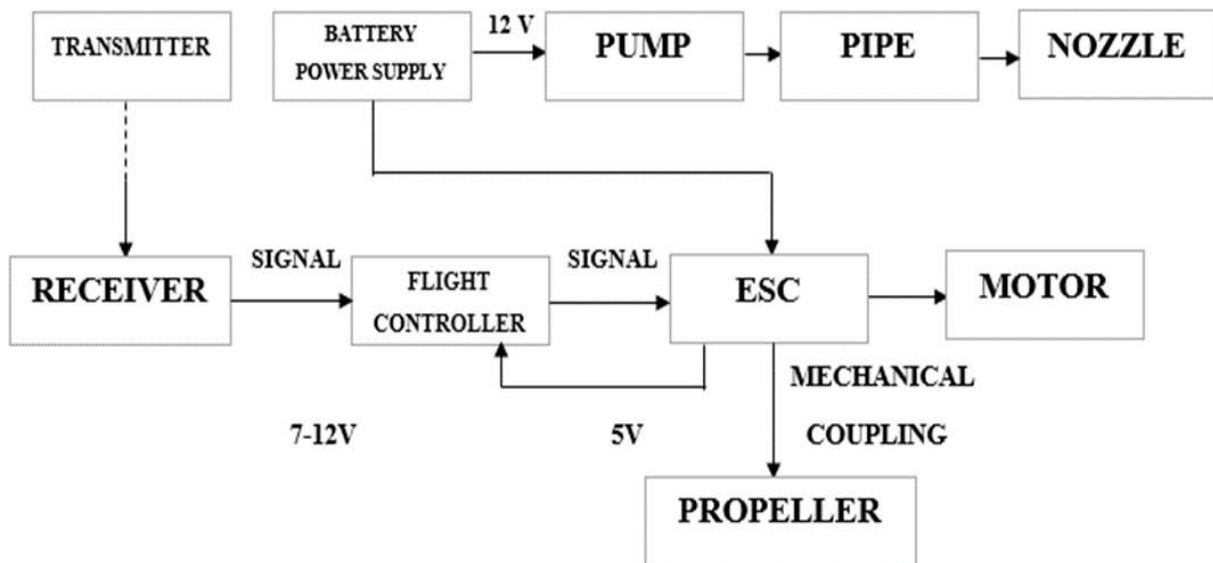 TRANSMITTER
BATTERY
POWER SUPPLY
12 V
PUMP
PIPE
NOZZLE
RECEIVER
SIGNAL
FLIGHT
CONTROLLER
SIGNAL
ESC
MOTOR
MECHANICAL
COUPLING
7-12V
5V
PROPELLER